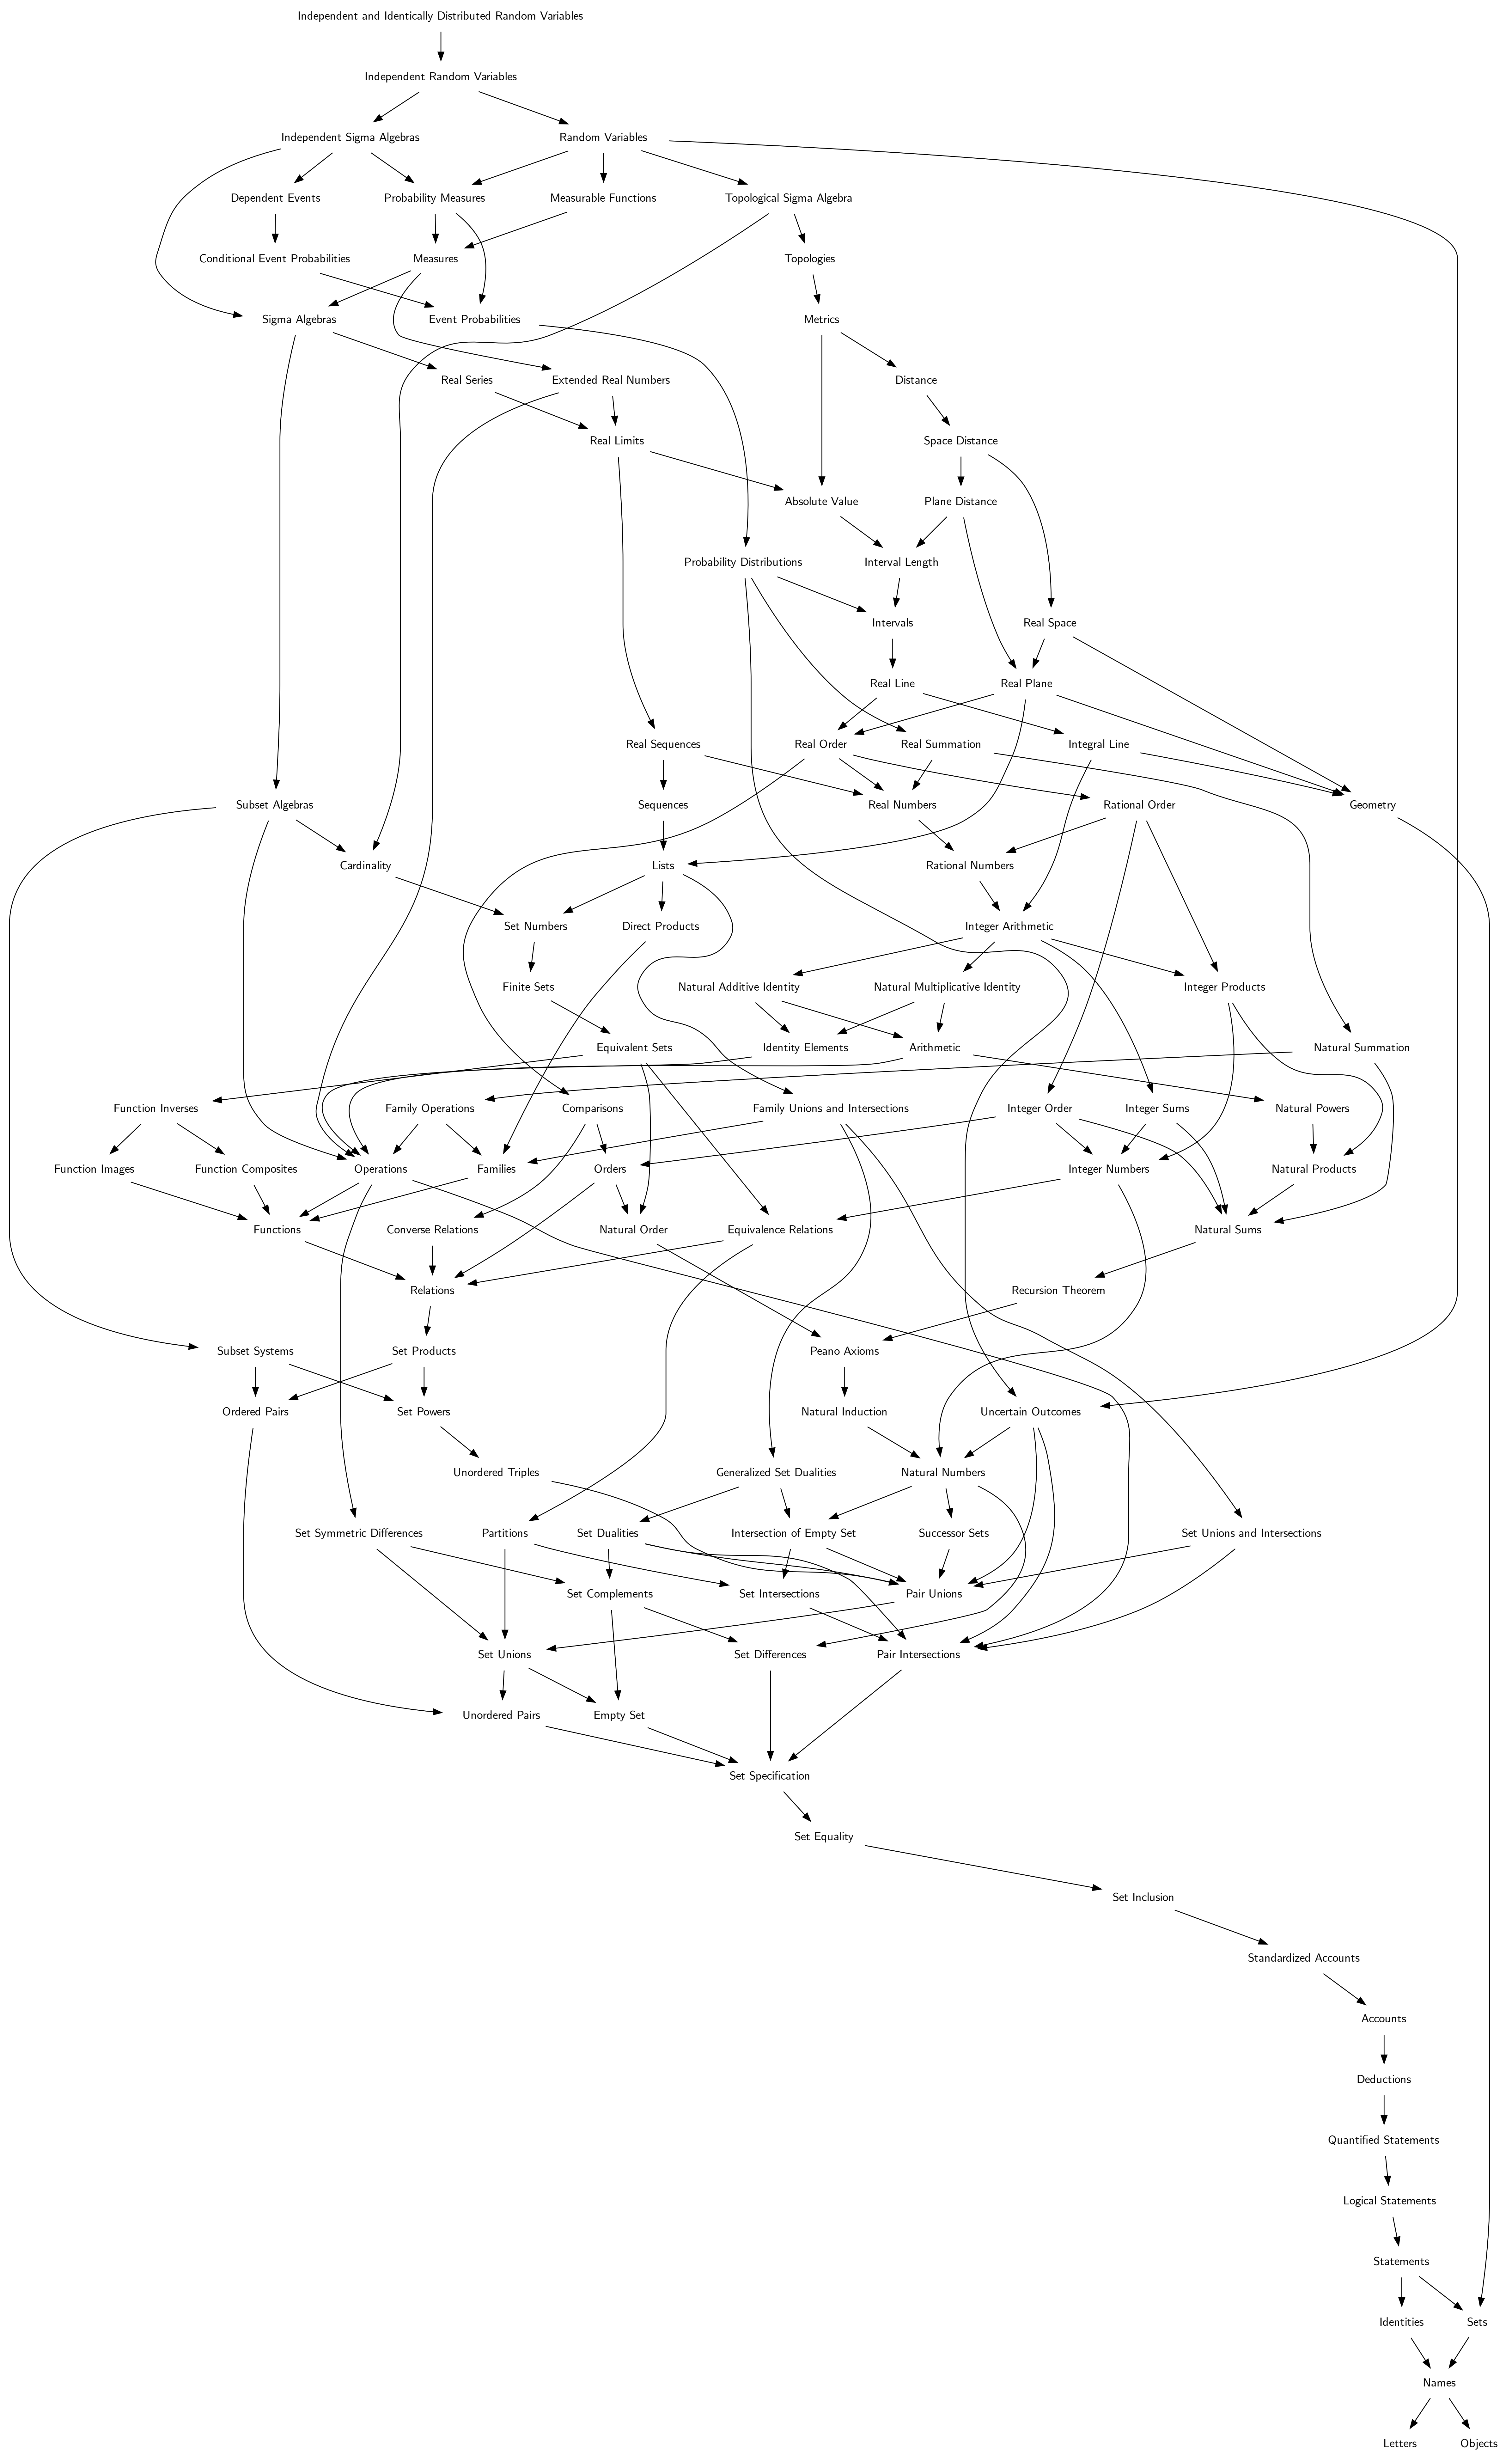 Independent and Identically Distributed Random Variables
Independent Random Variables
Independent Sigma Algebras
Random Variables
Dependent Events
Probability Measures
Measurable Functions
Topological Sigma Algebra
Conditional Event Probabilities
Measures
Topologies
Sigma Algebras
Event Probabilities
Metrics
Real Series
Extended Real Numbers
Distance
Real Limits
Space Distance
Absolute Value
Plane Distance
Probability Distributions
Interval Length
Intervals
Real Space
Real Line
Real Plane
Real Sequences
Real Order
Real Summation
Integral Line
Subset Algebras
Sequences
Real Numbers
Rational Order
Geometry
Cardinality
Lists
Rational Numbers
Set Numbers
Direct Products
Integer Arithmetic
Finite Sets
Natural Additive Identity
Natural Multiplicative Identity
Integer Products
Equivalent Sets
Identity Elements
Arithmetic
Natural Summation
Function Inverses
Family Operations
Comparisons
Family Unions and Intersections
Integer Order
Integer Sums
Natural Powers
Function Images
Function Composites
Operations
Families
Orders
Integer Numbers
Natural Products
Functions
Converse Relations
Natural Order
Equivalence Relations
Natural Sums
Relations
Recursion Theorem
Subset Systems
Set Products
Peano Axioms
Ordered Pairs
Set Powers
Natural Induction
Uncertain Outcomes
Unordered Triples
Generalized Set Dualities
Natural Numbers
Set Symmetric Differences
Partitions
Set Dualities
Intersection of Empty Set
Successor Sets
Set Unions and Intersections
Set Complements
Set Intersections
Pair Unions
Set Unions
Set Differences
Pair Intersections
Unordered Pairs
Empty Set
Set Specification
Set Equality
Set Inclusion
Standardized Accounts
Accounts
Deductions
Quantified Statements
Logical Statements
Statements
Identities
Sets
Names
Letters
Objects